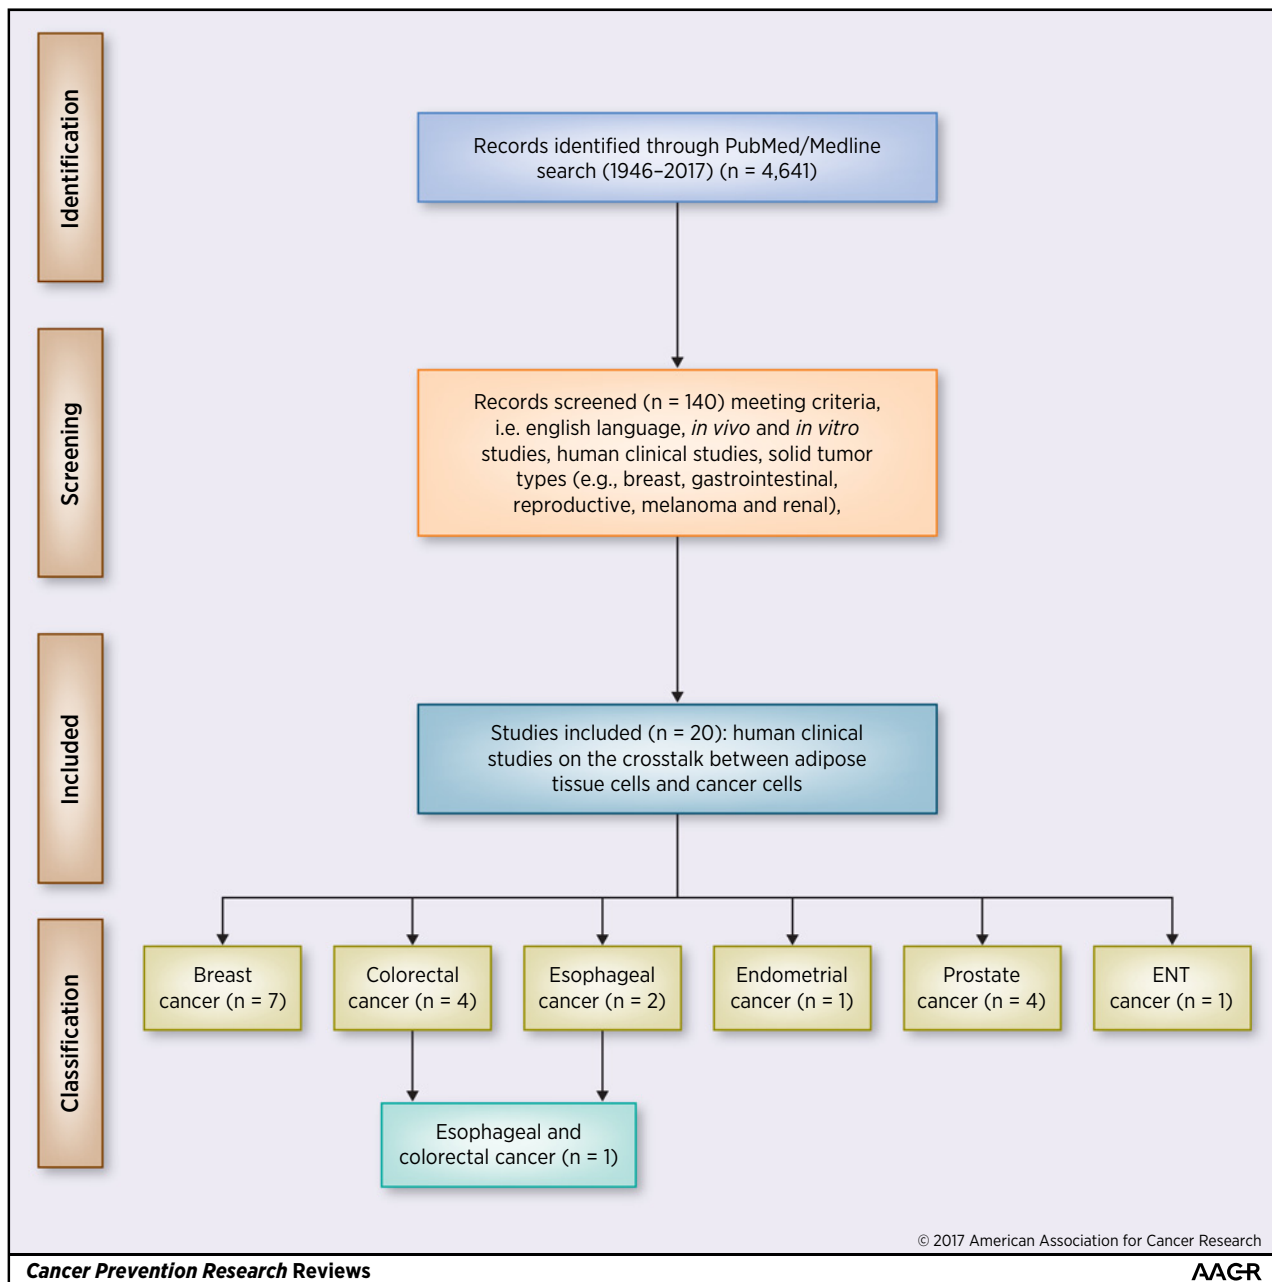 Identification
Records identified through PubMed/Medline
search (1946–2017) (n = 4,641)
Screening
Records screened (n = 140) meeting criteria,
i.e. english language, in vivo and in vitro
studies, human clinical studies, solid tumor
types (e.g., breast, gastrointestinal,
reproductive, melanoma and renal),
Included
Studies included (n = 20): human clinical
studies on the crosstalk between adipose
tissue cells and cancer cells
Classification
Breast
cancer (n = 7)
Colorectal
cancer (n = 4)
Esophageal
cancer (n = 2)
Endometrial
cancer (n = 1)
Prostate
cancer (n = 4)
ENT
cancer (n = 1)
Esophageal and
colorectal cancer (n = 1)
© 2017 American Association for Cancer Research
Cancer Prevention Research Reviews
AACR